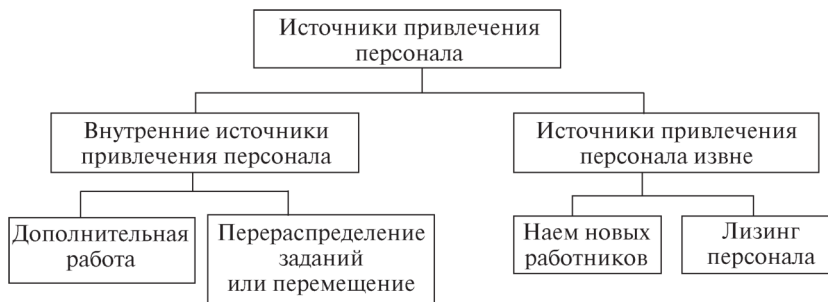 Источники привлечения
персонала
Внутренние источники
привлечения персонала
Источники привлечения
персонала извне
Дополнительная
работа
Перераспределение
заданий
или перемещение
Наем новых
работников
Лизинг
персонала